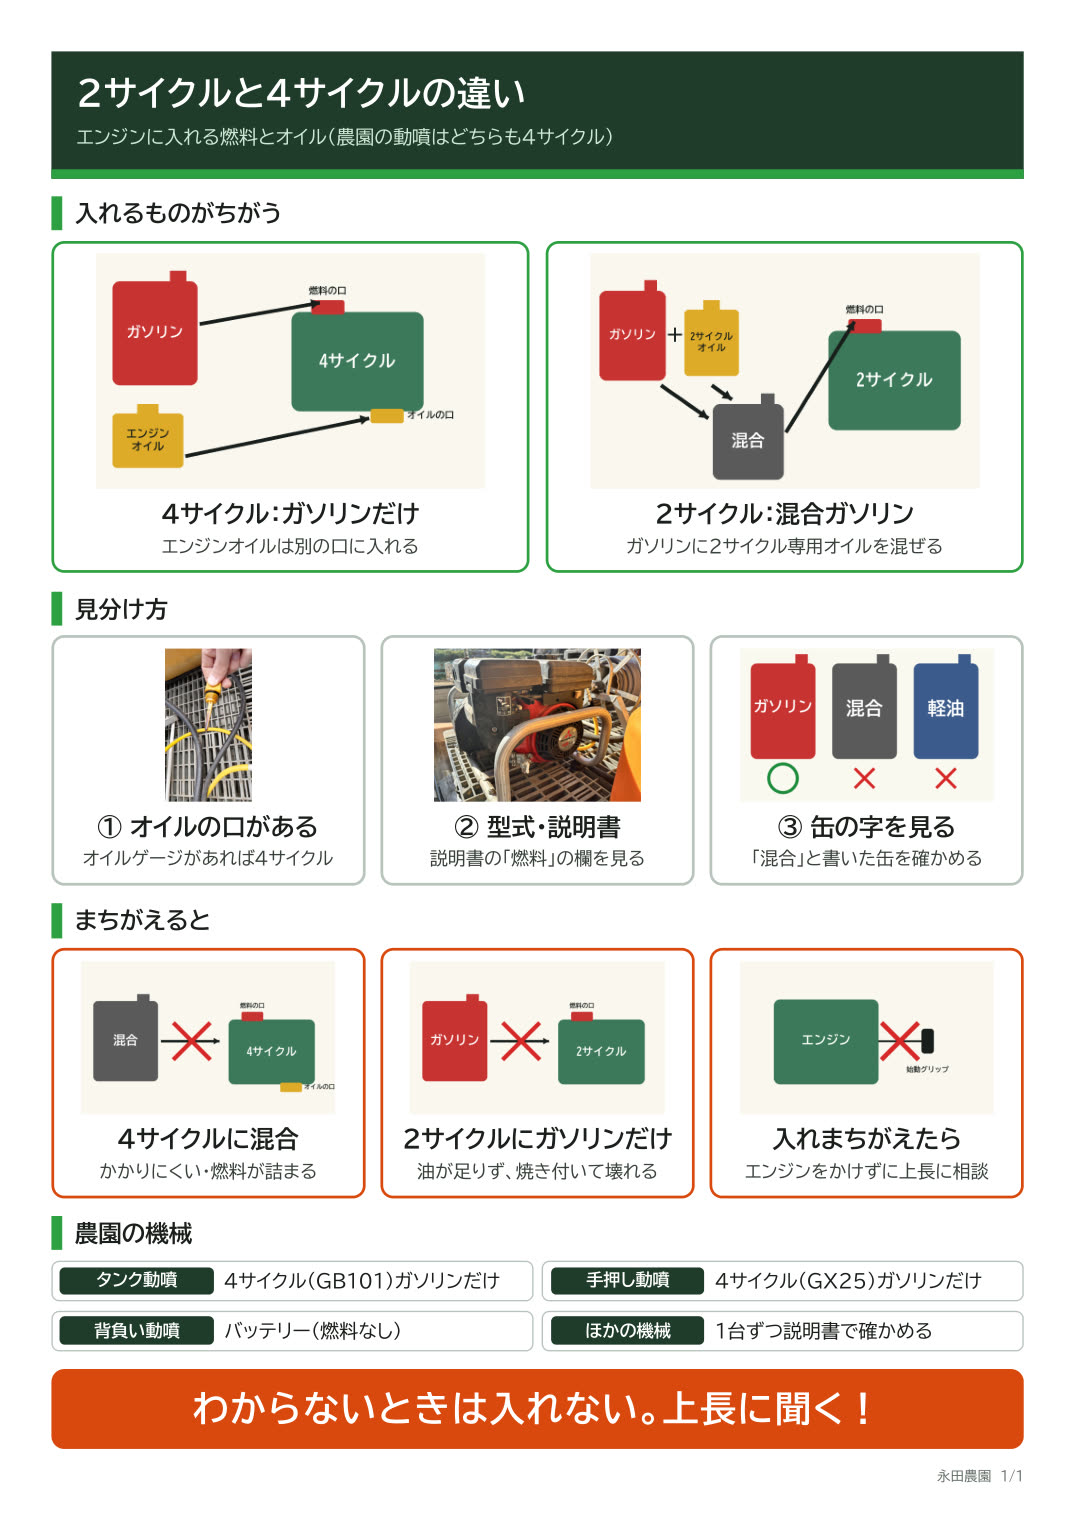 2サイクルと4サイクルの違い
エンジンに入れる燃料とオイル（農園の動噴はどちらも4サイクル）
入れるものがちがう
ガソリン
燃料の口
4サイクル
エンジン
オイル
オイルの口
4サイクル：ガソリンだけ
エンジンオイルは別の口に入れる
ガソリン
＋
2サイクル
オイル
混合
燃料の口
2サイクル
2サイクル：混合ガソリン
ガソリンに2サイクル専用オイルを混ぜる
見分け方
① オイルの口がある
オイルゲージがあれば4サイクル
② 型式・説明書
説明書の「燃料」の欄を見る
ガソリン
混合
軽油
③ 缶の字を見る
「混合」と書いた缶を確かめる
まちがえると
混合
燃料の口
4サイクル
オイルの口
4サイクルに混合
かかりにくい・燃料が詰まる
ガソリン
燃料の口
2サイクル
2サイクルにガソリンだけ
油が足りず、焼き付いて壊れる
エンジン
始動グリップ
入れまちがえたら
エンジンをかけずに上長に相談
農園の機械
タンク動噴 4サイクル（GB101）ガソリンだけ
手押し動噴 4サイクル（GX25）ガソリンだけ
背負い動噴 バッテリー（燃料なし）
ほかの機械 1台ずつ説明書で確かめる
わからないときは入れない。上長に聞く！
永田農園 1/1